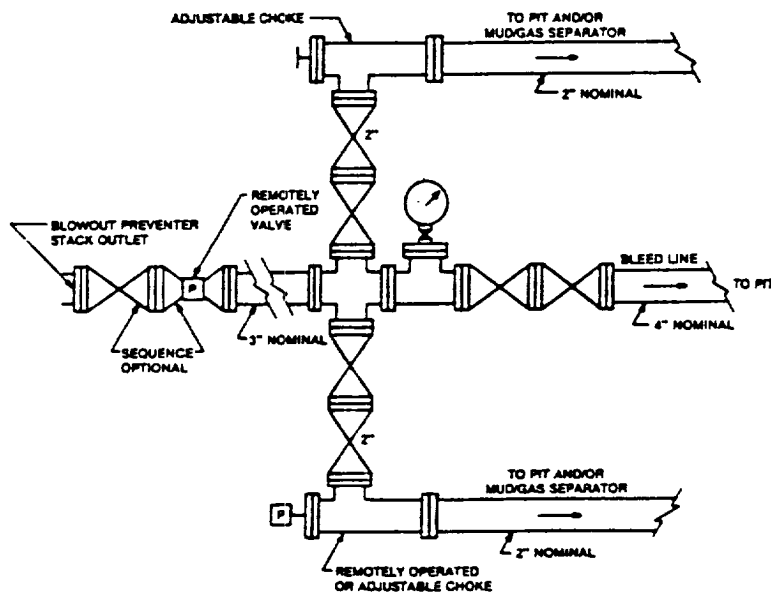 ADJUSTABLE CHOKE
TO PIT AND/OR
MUD/GAS SEPARATOR
2" NOMINAL
2"
REMOTELY
OPERATED
VALVE
BLOWOUT PREVENTER
STACK OUTLET
P
BLEED LINE
TO PIT
SEQUENCE
OPTIONAL
3" NOMINAL
4" NOMINAL
2"
TO PIT AND/OR
MUD/GAS SEPARATOR
P
2" NOMINAL
REMOTELY OPERATED
OR ADJUSTABLE CHOKE